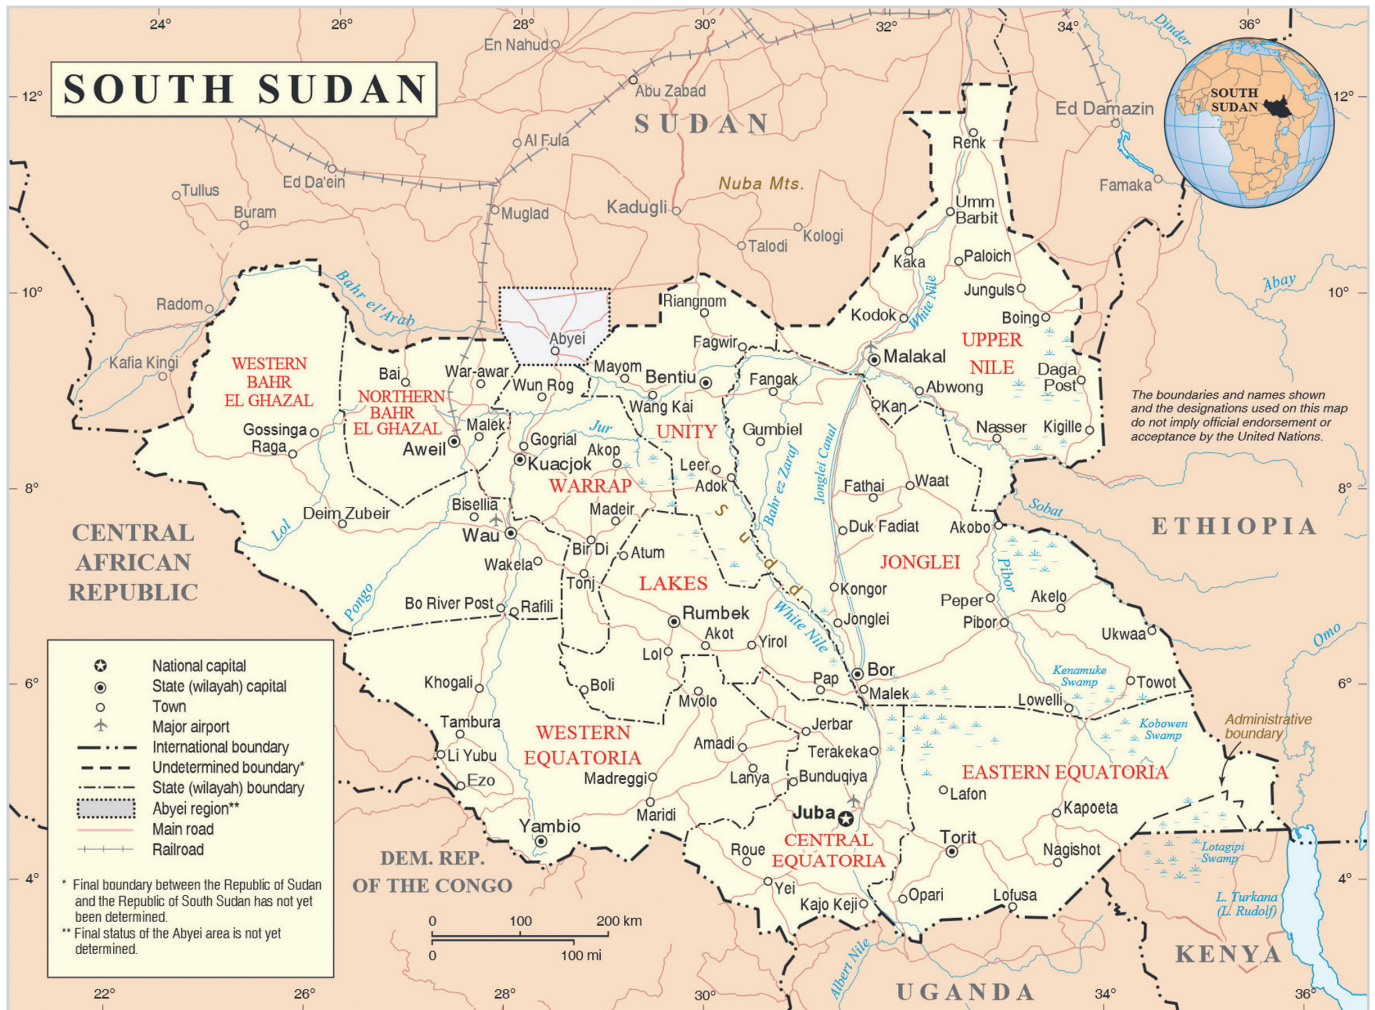 24°
26°
28°
30°
32°
34°
36°
SOUTH SUDAN
12°
12°
En Nahud
Abu Zabad
SUDAN
Dinder
Ed Damazin
SOUTH
SUDAN
Al Fula
Renk
Ed Da'ein
Tullus
Nuba Mts.
Famaka
Buram
Muglad
Kadugli
Umm
Barbit
Kologi
Talodi
Kaka
Paloich
Abay
10°
10°
Bahr el'Arab
Junguls
White Nile
Radom
Riangnom
Kodok
Boing
Abyei
Fagwir
UPPER
NILE
Malakal
Kafia Kingi
WESTERN
BAHR
EL GHAZAL
Bai
War-awar
Mayom
Bentiu
Fangak
Daga
Post
Wun Rog
Abwong
NORTHERN
BAHR
EL GHAZAL
Wang Kai
Kan
The boundaries and names shown
and the designations used on this map
do not imply official endorsement or
acceptance by the United Nations.
Gossinga
Raga
Malek
Jur
UNITY
Gumbiel
Nasser
Kigille
Aweil
Gogrial
Akop
Kuacjok
Leer
Adok
Bahr ez Zaraf
Jonglei Canal
WARRAP
Fathai
Waat
8°
8°
Deim Zubeir
Bisellia
Madeir
Sudd
Duk Fadiat
Akobo
Sobat
ETHIOPIA
CENTRAL
AFRICAN
REPUBLIC
Lol
Wau
Bir Di
Atum
JONGLEI
Wakela
Tonj
LAKES
Pibor
Pongo
Bo River Post
Rafili
Kongor
Peper
Akelo
Rumbek
White Nile
Jonglei
Pibor
Ukwaa
Omo
Akot
Yirol
Lol
National capital
State (wilayah) capital
Town
Major airport
International boundary
Undetermined boundary*
State (wilayah) boundary
Abyei region**
Main road
Railroad
* Final boundary between the Republic of Sudan
and the Republic of South Sudan has not yet
been determined.
** Final status of the Abyei area is not yet
determined.
Bor
Kenamuke
Swamp
Towot
6°
6°
Khogali
Boli
Pap
Malek
Mvolo
Lowelli
Kobowen
Swamp
Administrative
boundary
Tambura
WESTERN
EQUATORIA
Jerbar
Amadi
Terakeka
Li Yubu
Ezo
Madreggi
Lanya
Bunduqiya
EASTERN EQUATORIA
Lafon
Maridi
Juba
Kapoeta
Yambio
CENTRAL
EQUATORIA
Torit
Nagishot
Lotagipi
Swamp
DEM. REP.
OF THE CONGO
Roue
4°
4°
Yei
Kajo Keji
Opari
Lofusa
L. Turkana
(L. Rudolf)
0 100 200 km
0 100 mi
Albert Nile
KENYA
UGANDA
22°
26°
28°
30°
34°
36°